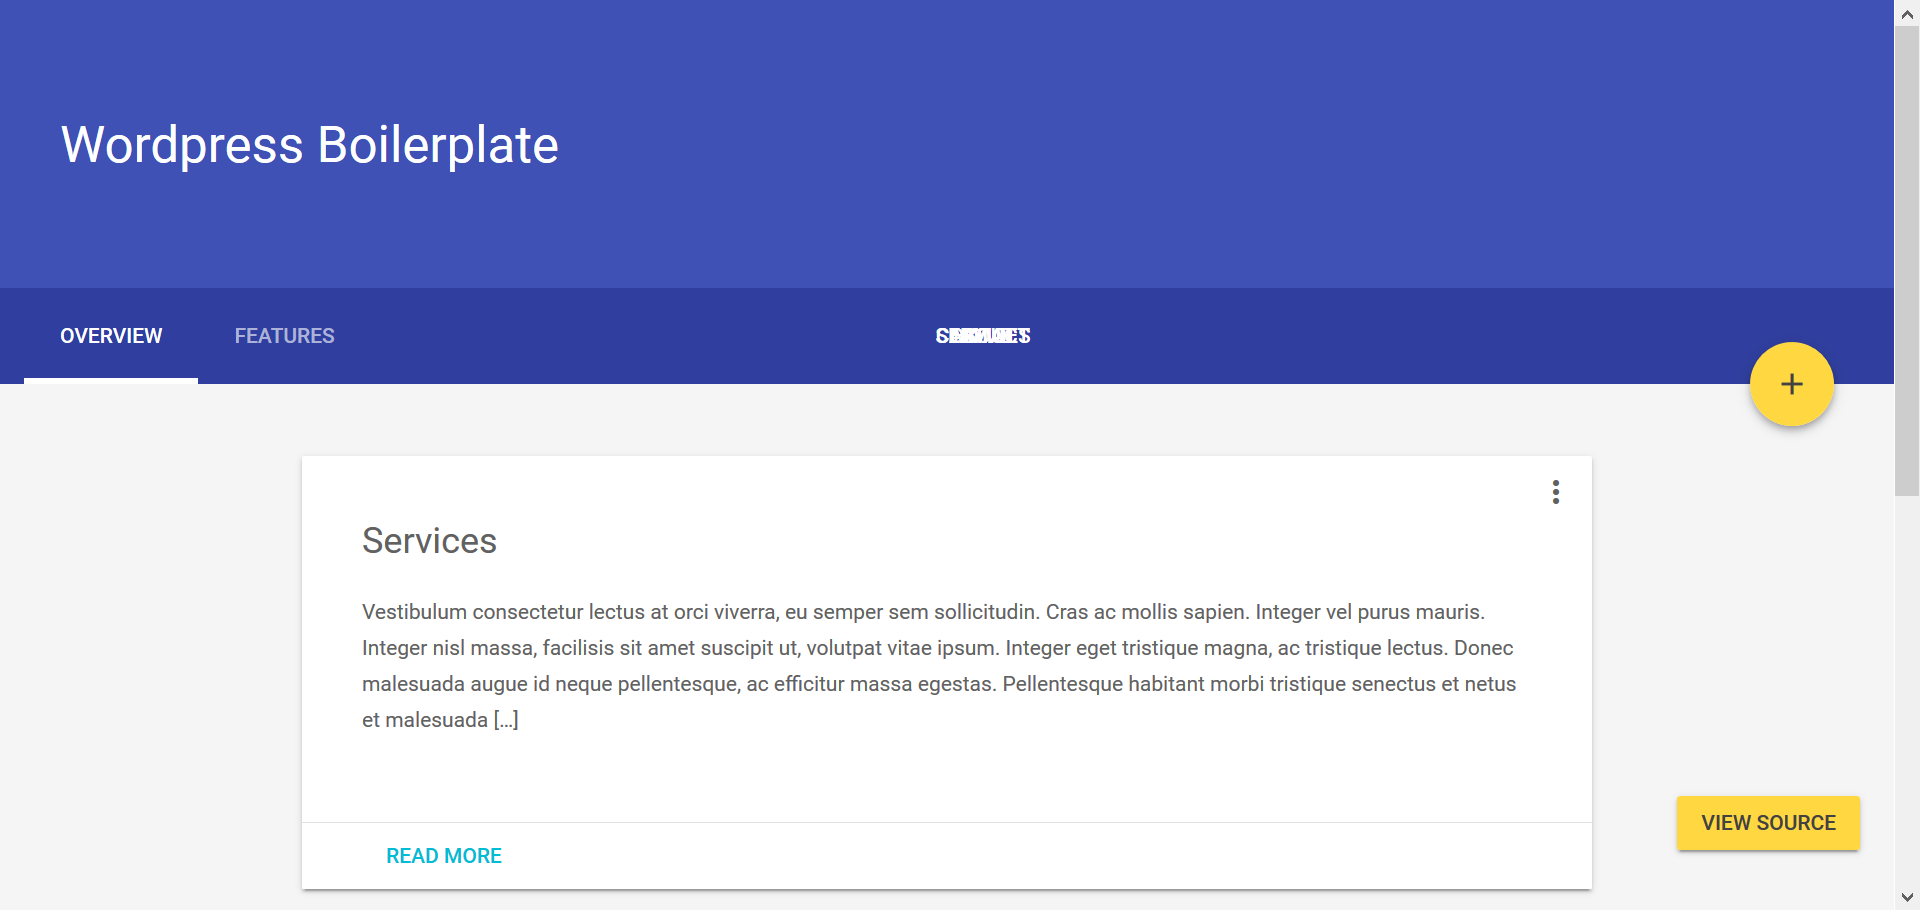 Wordpress Boilerplate
OVERVIEW
FEATURES
Services
Vestibulum consectetur lectus at orci viverra, eu semper sem sollicitudin. Cras ac mollis sapien. Integer vel purus mauris.
Integer nisl massa, facilisis sit amet suscipit ut, volutpat vitae ipsum. Integer eget tristique magna, ac tristique lectus. Donec
malesuada augue id neque pellentesque, ac efficitur massa egestas. Pellentesque habitant morbi tristique senectus et netus
et malesuada […]
VIEW SOURCE
READ MORE